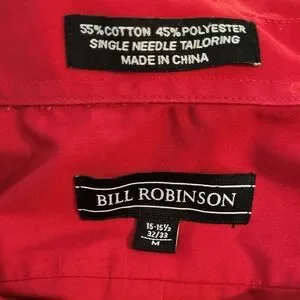 55% COTTON 45% POLYESTER
SINGLE NEEDLE TAILORING
MADE IN CHINA
BILL ROBINSON
15-15½
32/33
M